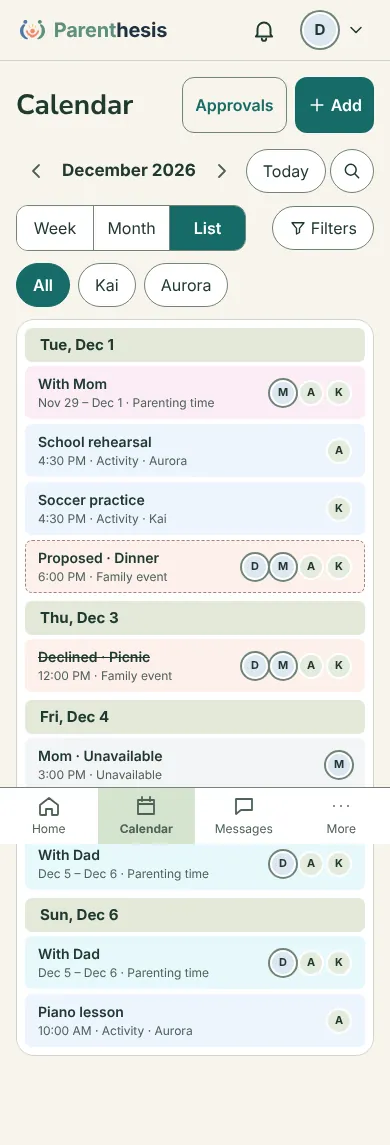 Parenthesis
D
Calendar
Approvals
+ Add
December 2026
Today
Week
Month
List
Filters
All
Kai
Aurora
Tue, Dec 1
With Mom
M A K
Nov 29 – Dec 1 · Parenting time
School rehearsal
A
4:30 PM · Activity · Aurora
Soccer practice
K
4:30 PM · Activity · Kai
Proposed · Dinner
D M A K
6:00 PM · Family event
Thu, Dec 3
Declined · Picnic
D M A K
12:00 PM · Family event
Fri, Dec 4
Mom · Unavailable
M
3:00 PM · Unavailable
Home
Calendar
Messages
More
With Dad
D A K
Dec 5 – Dec 6 · Parenting time
Sun, Dec 6
With Dad
D A K
Dec 5 – Dec 6 · Parenting time
Piano lesson
A
10:00 AM · Activity · Aurora